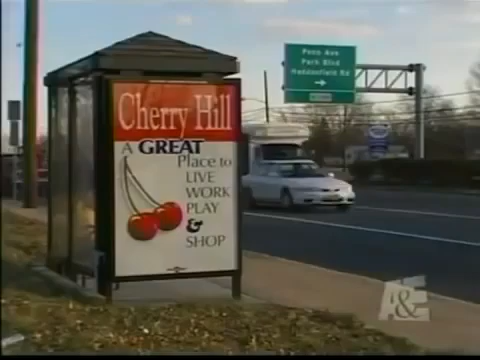 Cherry Hill
A GREAT
Place to
LIVE
WORK
PLAY
&
SHOP
Penn Ave
Park Blvd
Haddonfield Rd
A&E